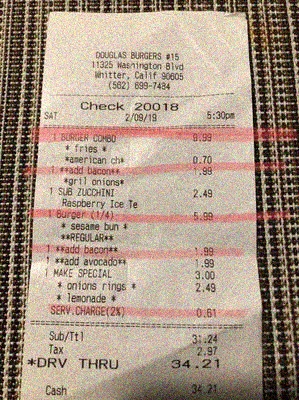 DOUGLAS BURGERS #15
11325 Washington Blvd
Whitter, Calif 90605
(562) 699-7484
Check 20018
SAT 2/09/19 5:30pm
1 BURGER COMBO 8.99
* fries *
*american ch* 0.70
1 **add bacon** 1.99
*gril onions*
1 SUB ZUCCHINI 2.49
Raspberry Ice Te
1 Burger (1/4) 5.99
* sesame bun *
**REGULAR**
1 **add bacon** 1.99
1 **add avocado** 1.99
1 MAKE SPECIAL 3.00
* onions rings * 2.49
* lemonade *
SERV.CHARGE(2%) 0.61
Sub/Ttl 31.24
Tax 2.97
*DRV THRU 34.21
Cash 34.21